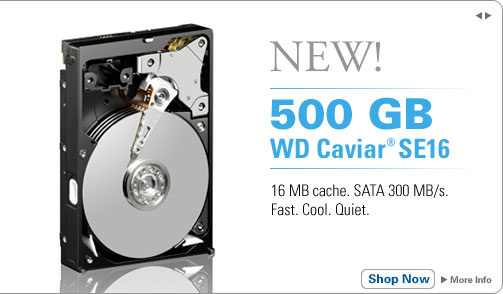 NEW!
500 GB
WD Caviar® SE16
16 MB cache. SATA 300 MB/s.
Fast. Cool. Quiet.
Shop Now
More Info